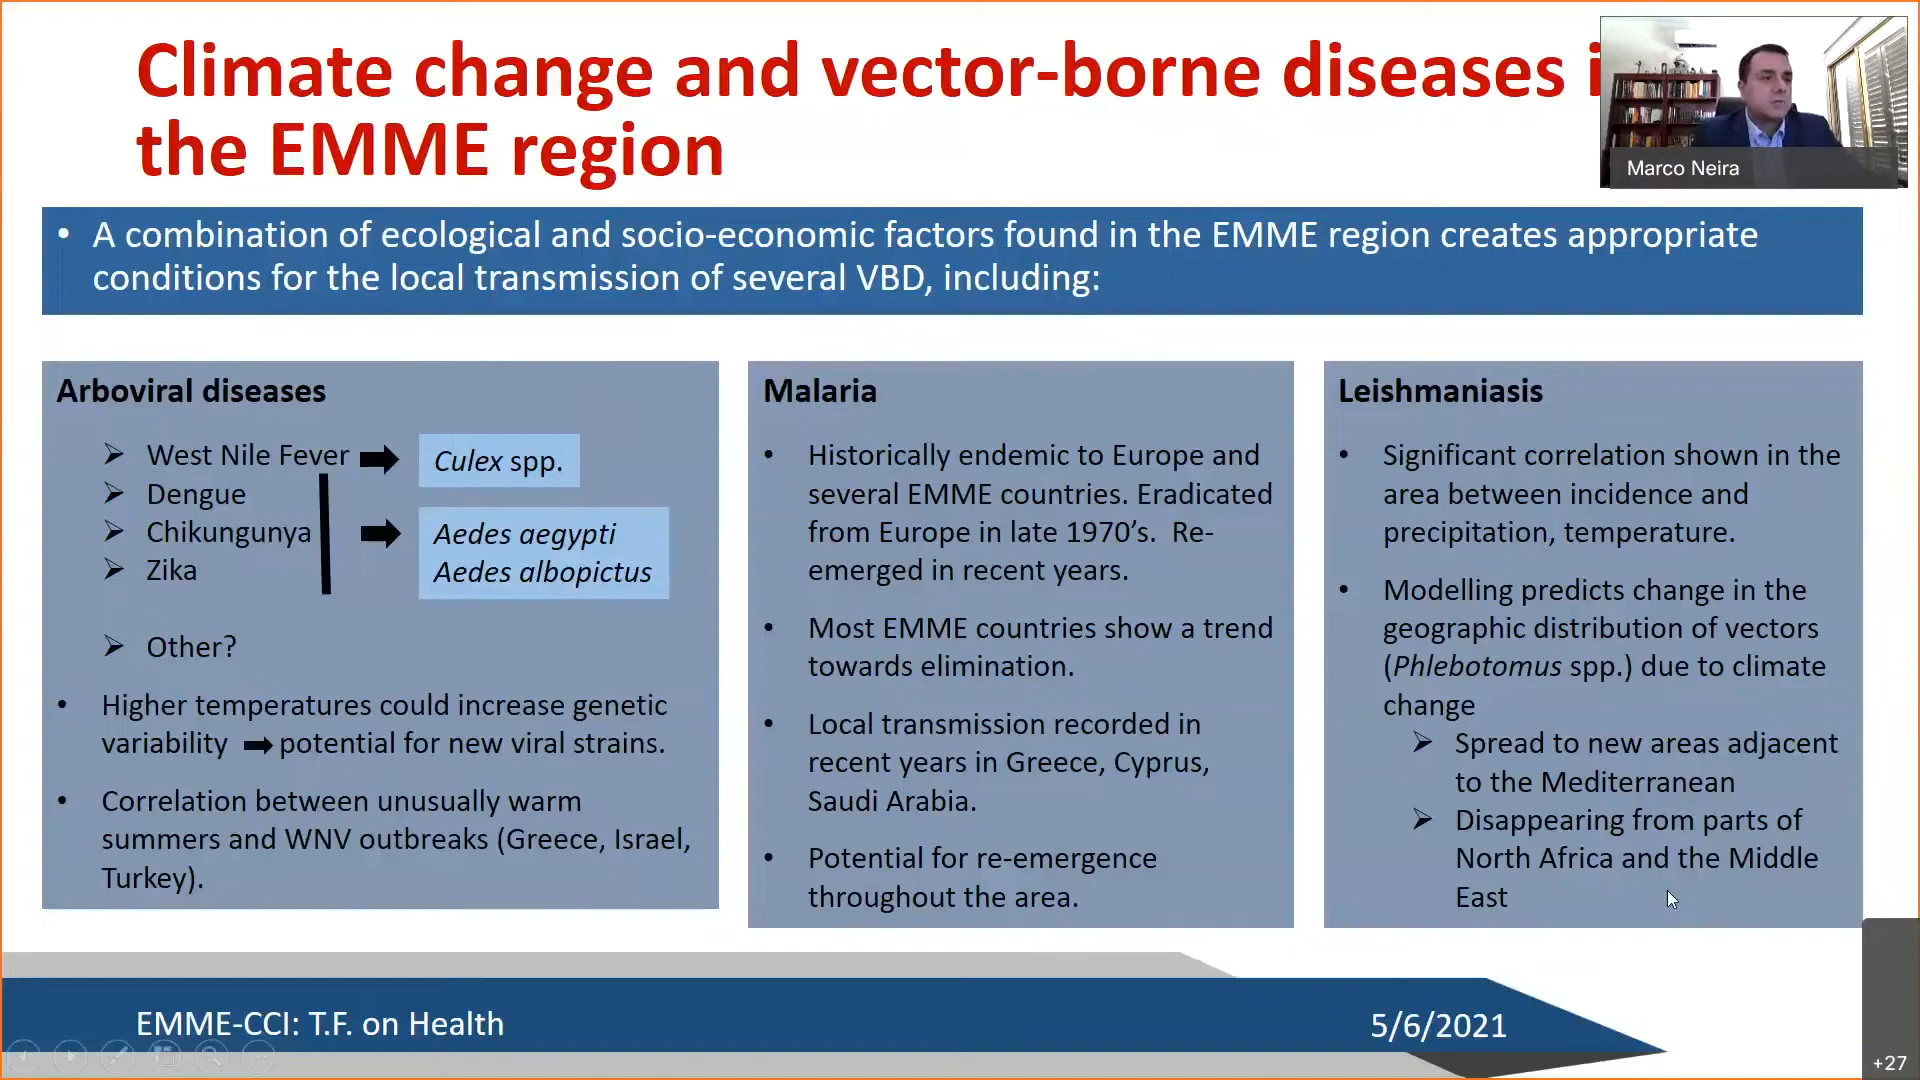 Climate change and vector-borne diseases i
the EMME region
Marco Neira
• A combination of ecological and socio-economic factors found in the EMME region creates appropriate
conditions for the local transmission of several VBD, including:
Arboviral diseases
➢ West Nile Fever
➢ Dengue
➢ Chikungunya
➢ Zika
➢ Other?
Culex spp.
Aedes aegypti
Aedes albopictus
• Higher temperatures could increase genetic
variability ➡ potential for new viral strains.
• Correlation between unusually warm
summers and WNV outbreaks (Greece, Israel,
Turkey).
Malaria
• Historically endemic to Europe and
several EMME countries. Eradicated
from Europe in late 1970’s. Re-
emerged in recent years.
• Most EMME countries show a trend
towards elimination.
• Local transmission recorded in
recent years in Greece, Cyprus,
Saudi Arabia.
• Potential for re-emergence
throughout the area.
Leishmaniasis
• Significant correlation shown in the
area between incidence and
precipitation, temperature.
• Modelling predicts change in the
geographic distribution of vectors
(Phlebotomus spp.) due to climate
change
➢ Spread to new areas adjacent
to the Mediterranean
➢ Disappearing from parts of
North Africa and the Middle
East
EMME-CCI: T.F. on Health
5/6/2021
+27